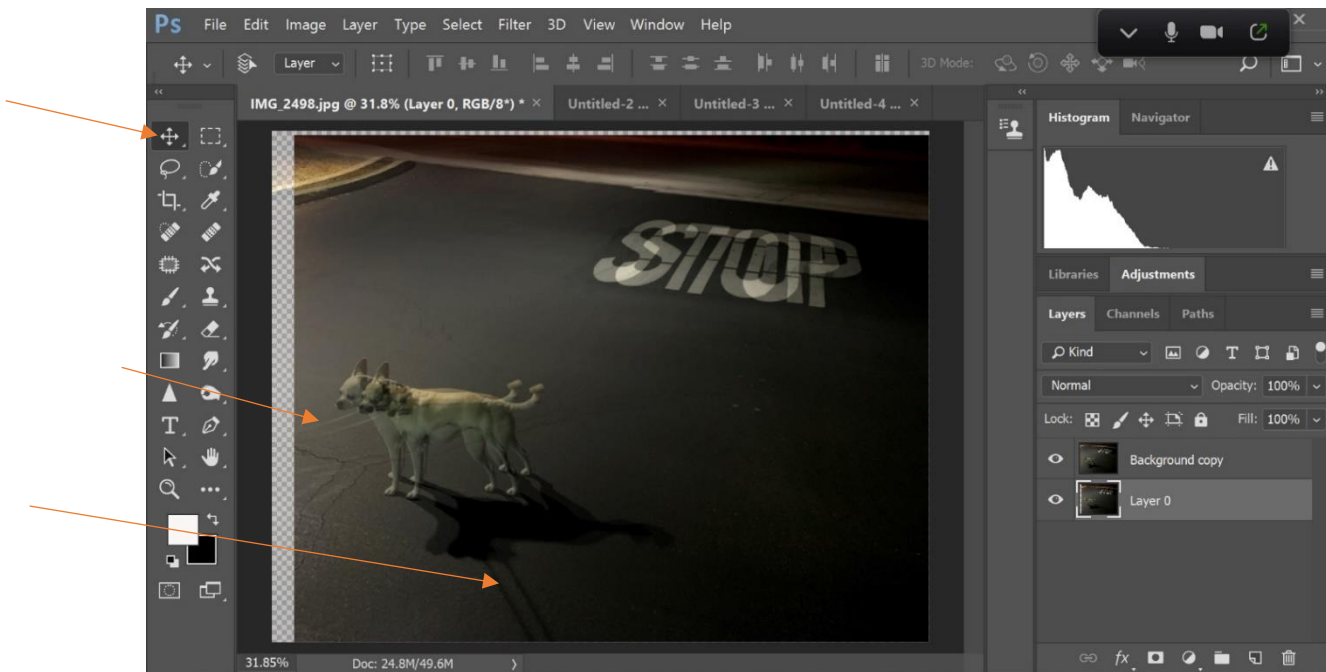 Ps File Edit Image Layer Type Select Filter 3D View Window Help
Layer 3D Mode:
IMG_2498.jpg @ 31.8% (Layer 0, RGB/8*) * × Untitled-2 ... × Untitled-3 ... × Untitled-4 ... ×
Histogram Navigator
STOP
Libraries Adjustments
Layers Channels Paths
Kind
Normal Opacity: 100%
Lock: Fill: 100%
Background copy
Layer 0
31.85% Doc: 24.8M/49.6M
fx